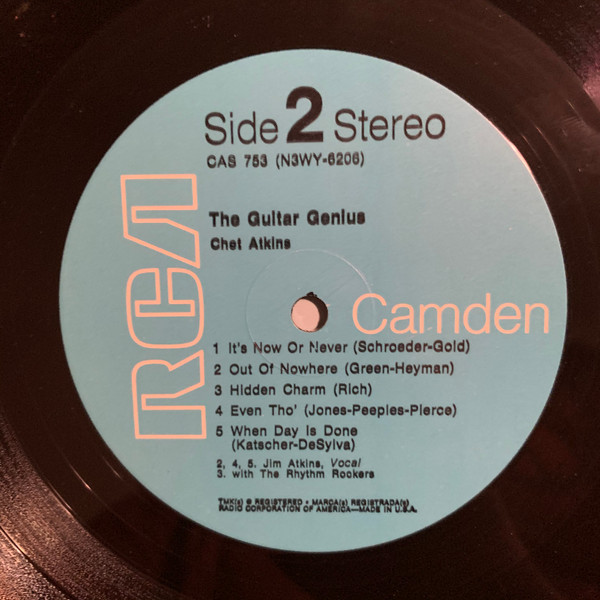 Side 2 Stereo
CAS 753 (N3WY-6206)
The Guitar Genius
Chet Atkins
RCA
Camden
1 It's Now Or Never (Schroeder-Gold)
2 Out Of Nowhere (Green-Heyman)
3 Hidden Charm (Rich)
4 Even Tho' (Jones-Peeples-Pierce)
5 When Day Is Done
(Katscher-DeSylva)
2, 4, 5. Jim Atkins, Vocal
3. with The Rhythm Rockers
TMK(s) ® REGISTERED • MARCA(s) REGISTRADA(s)
RADIO CORPORATION OF AMERICA—MADE IN U.S.A.